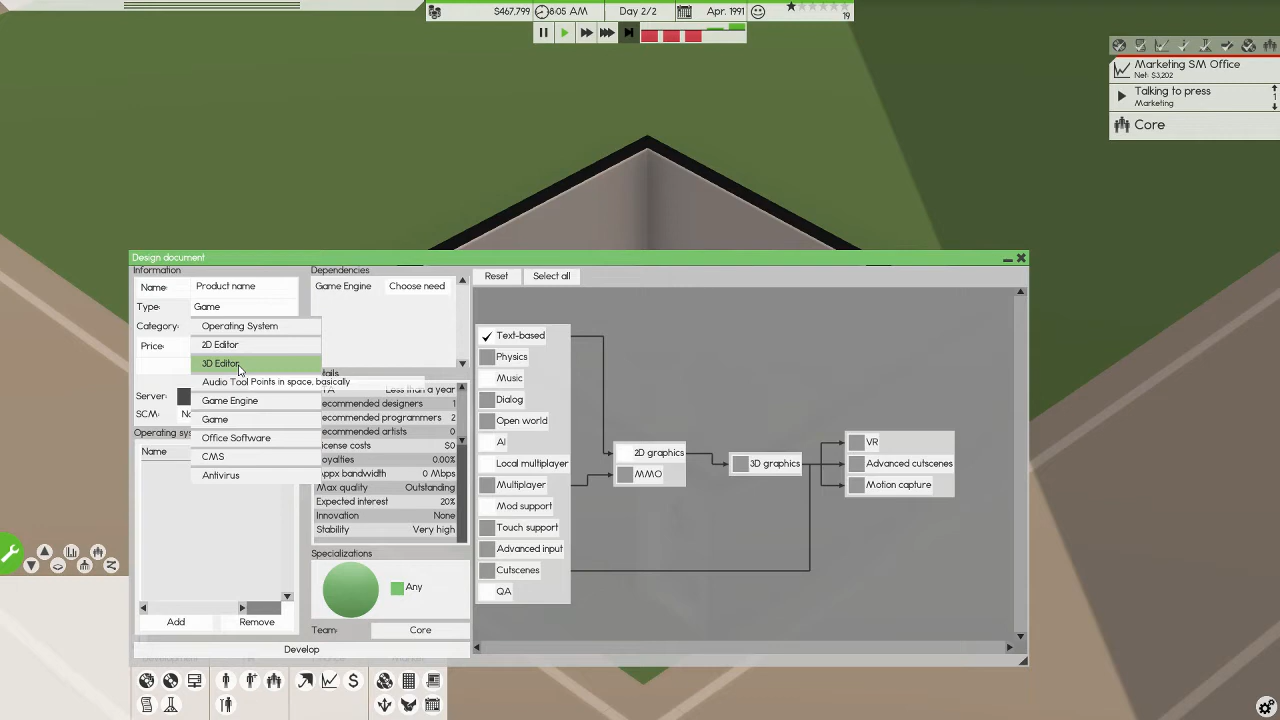 $467,799
8:05 AM
Day 2/2
Apr. 1991
19
Marketing SM Office
Net: $3,202
Talking to press
Marketing
1
Core
Design document
Information
Name:
Product name
Type:
Game
Category:
Price:
Server:
SCM:
Operating System
2D Editor
3D Editor
Audio Tool
Points in space, basically
Game Engine
Game
Office Software
CMS
Antivirus
Name
Add
Remove
Develop
Dependencies
Game Engine
Choose need
Less than a year
ecommended designers
1
ecommended programmers
2
ecommended artists
0
icense costs
$0
oyalties
0.00%
ppx bandwidth
0 Mbps
Max quality
Outstanding
Expected interest
20%
Innovation
None
Stability
Very high
Specializations
Any
Team:
Core
Reset
Select all
Text-based
Physics
Music
Dialog
Open world
AI
Local multiplayer
Multiplayer
Mod support
Touch support
Advanced input
Cutscenes
QA
2D graphics
MMO
3D graphics
VR
Advanced cutscenes
Motion capture